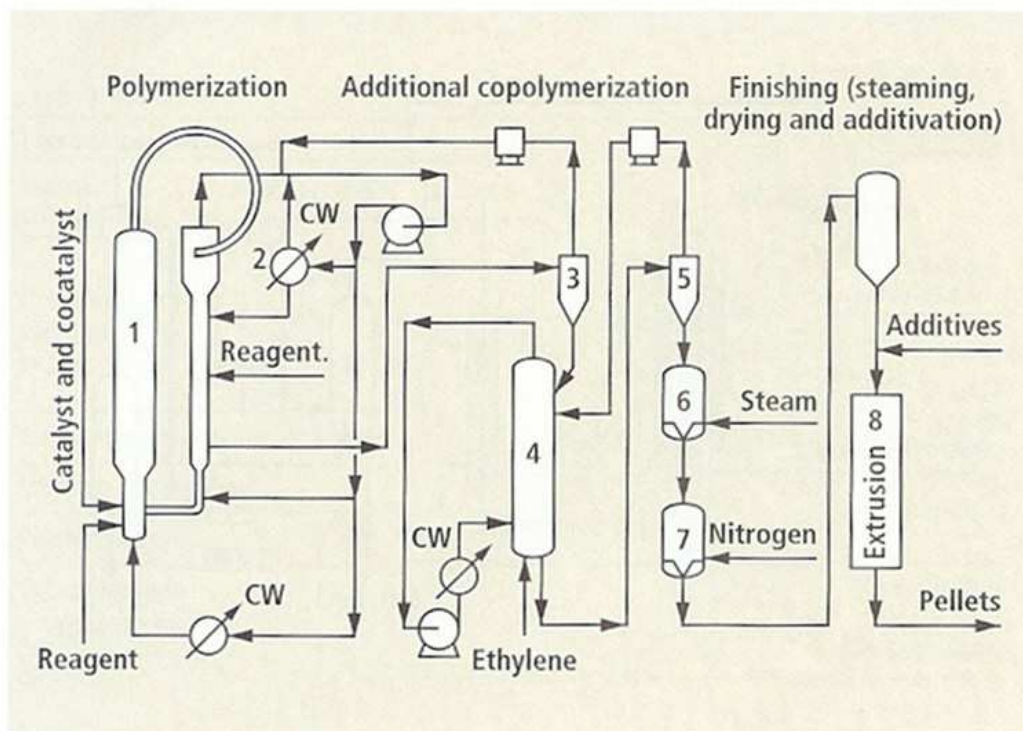 Polymerization
Additional copolymerization
Finishing (steaming,
drying and additivation)
Catalyst and cocatalyst
CW
2
1
3
5
Reagent.
Additives
6
Steam
8
4
Extrusion
CW
7
Nitrogen
CW
Pellets
Reagent
Ethylene